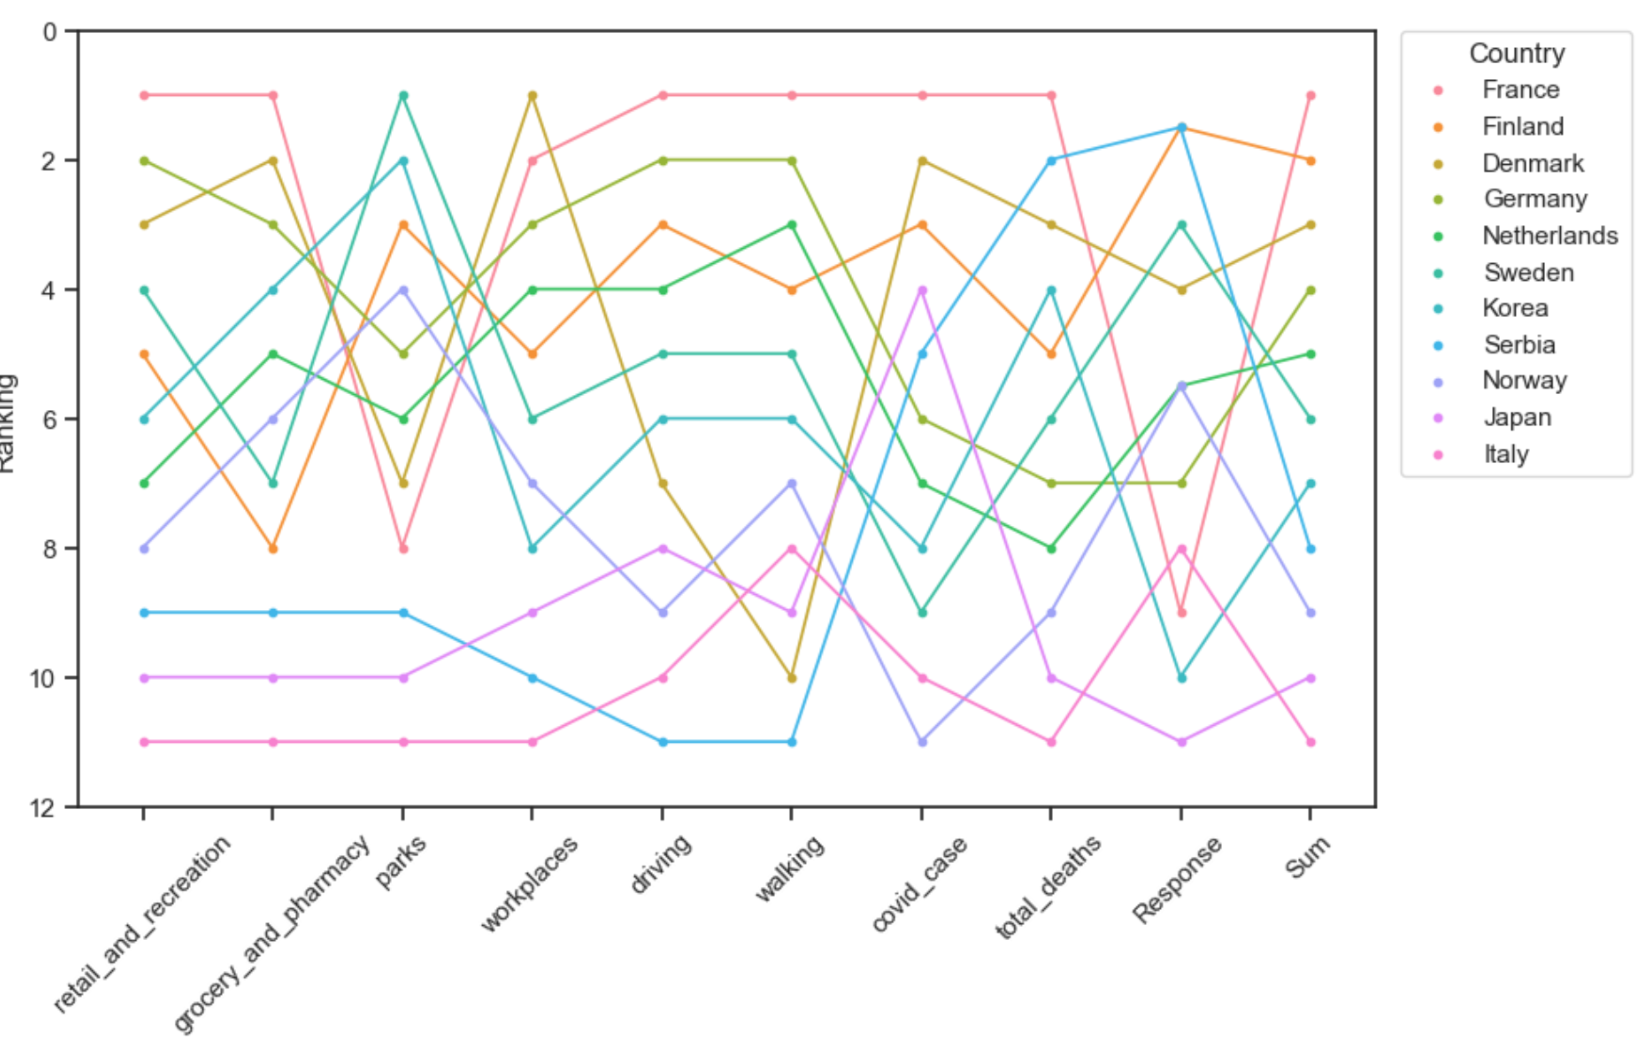 0
2
4
6
8
10
12
Ranking
retail_and_recreation
grocery_and_pharmacy
parks
workplaces
driving
walking
covid_case
total_deaths
Response
Sum
Country
France
Finland
Denmark
Germany
Netherlands
Sweden
Korea
Serbia
Norway
Japan
Italy